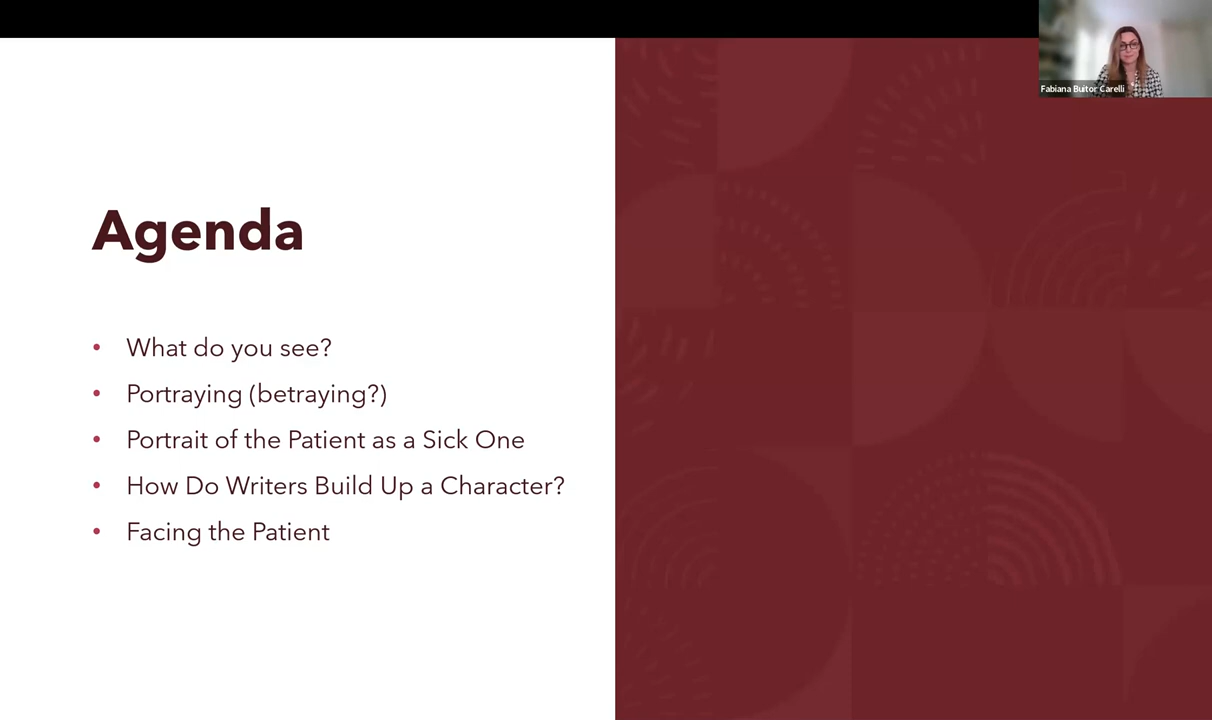 Fabiana Buitor Carelli
Agenda
• What do you see?
• Portraying (betraying?)
• Portrait of the Patient as a Sick One
• How Do Writers Build Up a Character?
• Facing the Patient